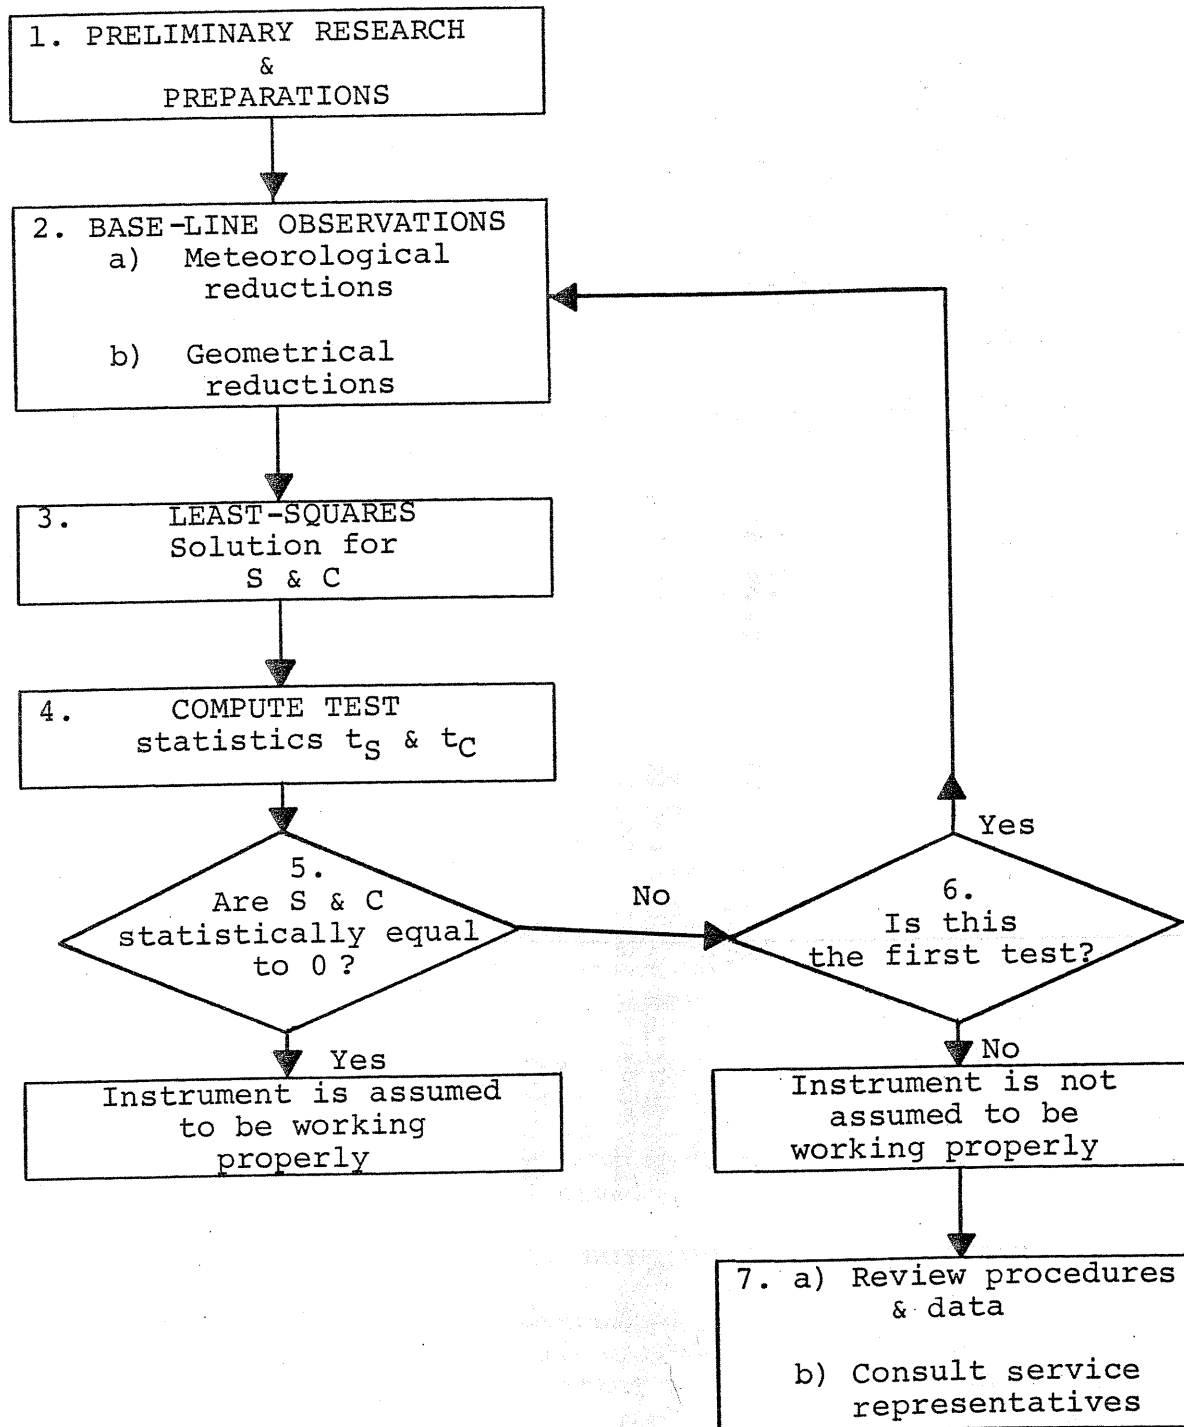 1. PRELIMINARY RESEARCH
&
PREPARATIONS
2. BASE-LINE OBSERVATIONS
a) Meteorological
reductions
b) Geometrical
reductions
3. LEAST-SQUARES
Solution for
S & C
4. COMPUTE TEST
statistics tS & tC
5.
Are S & C
statistically equal
to 0?
No
Yes
Instrument is assumed
to be working
properly
6.
Is this
the first test?
Yes
No
Instrument is not
assumed to be
working properly
7. a) Review procedures
& data
b) Consult service
representatives